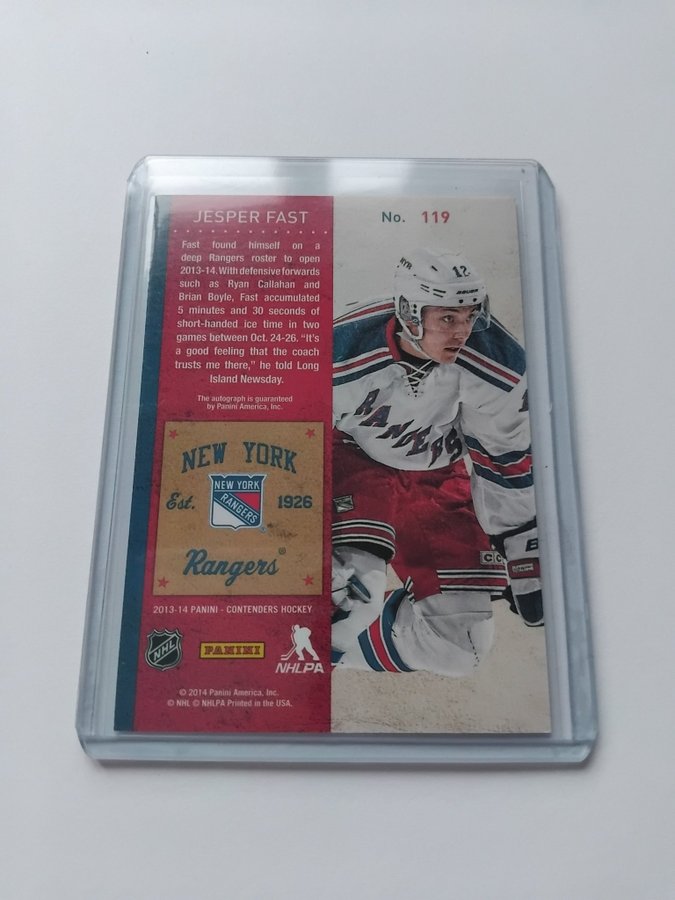 JESPER FAST
No. 119
Fast found himself on a
deep Rangers roster to open
2013-14. With defensive forwards
such as Ryan Callahan and
Brian Boyle, Fast accumulated
5 minutes and 30 seconds of
short-handed ice time in two
games between Oct. 24-26. “It’s
a good feeling that the coach
trusts me there,” he told Long
Island Newsday.
The autograph is guaranteed
by Panini America, Inc.
NEW YORK
NEW YORK
RANGERS
Est. 1926
Rangers®
2013-14 PANINI - CONTENDERS HOCKEY
NHL
PANINI
NHLPA
© 2014 Panini America, Inc.
© NHL © NHLPA Printed in the USA.
12
BAUER
RANGERS